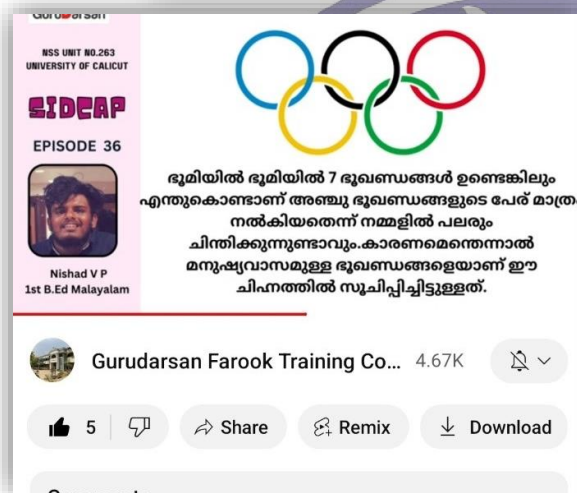 GuruDarsan
NSS UNIT NO.263
UNIVERSITY OF CALICUT
SIDCAP
EPISODE 36
Nishad V P
1st B.Ed Malayalam
ഭൂമിയിൽ ഭൂമിയിൽ 7 ഭൂഖണ്ഡങ്ങൾ ഉണ്ടെങ്കിലും
എന്തുകൊണ്ടാണ് അഞ്ചു ഭൂഖണ്ഡങ്ങളുടെ പേര് മാത്രം
നൽകിയതെന്ന് നമ്മളിൽ പലരും
ചിന്തിക്കുന്നുണ്ടാവും.കാരണമെന്തെന്നാൽ
മനുഷ്യവാസമുള്ള ഭൂഖണ്ഡങ്ങളെയാണ് ഈ
ചിഹ്നത്തിൽ സൂചിപ്പിച്ചിട്ടുള്ളത്.
Gurudarsan Farook Training Co... 4.67K
5 Share Remix Download